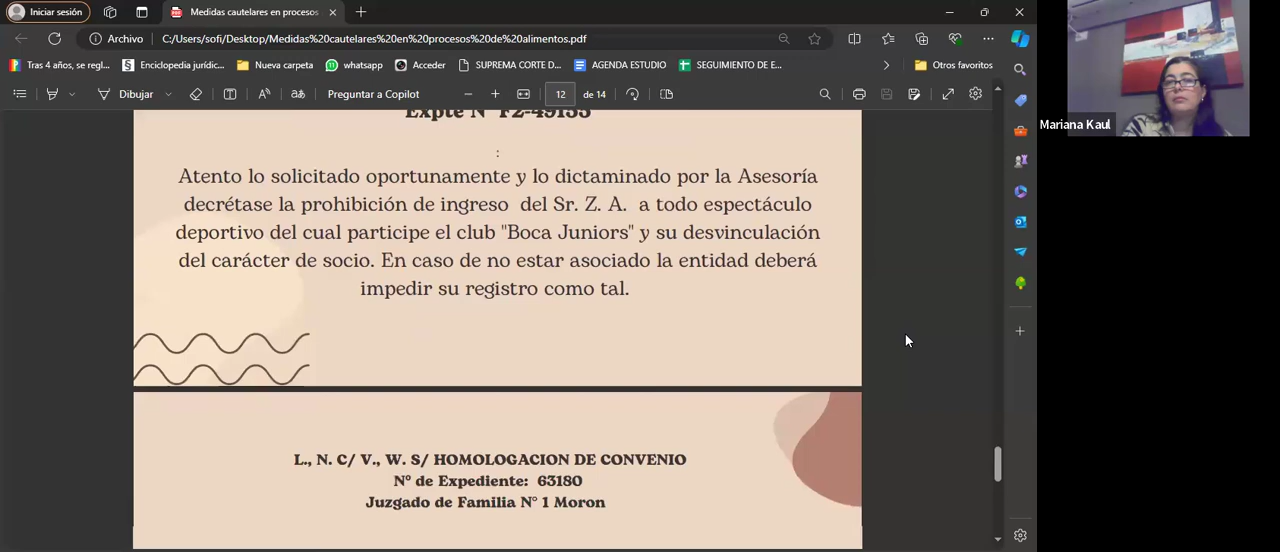 Iniciar sesión
Medidas cautelares en procesos
Archivo
C:/Users/sofi/Desktop/Medidas%20cautelares%20en%20procesos%20de%20alimentos.pdf
Tras 4 años, se regl...
Enciclopedia jurídic...
Nueva carpeta
whatsapp
Acceder
SUPREMA CORTE D...
AGENDA ESTUDIO
SEGUIMIENTO DE E...
Otros favoritos
Dibujar
Preguntar a Copilot
12 de 14
Mariana Kaul
Expte N° F2-49155
:
Atento lo solicitado oportunamente y lo dictaminado por la Asesoría
decrétase la prohibición de ingreso del Sr. Z. A. a todo espectáculo
deportivo del cual participe el club "Boca Juniors" y su desvinculación
del carácter de socio. En caso de no estar asociado la entidad deberá
impedir su registro como tal.
L., N. C/ V., W. S/ HOMOLOGACION DE CONVENIO
N° de Expediente: 63180
Juzgado de Familia N° 1 Moron